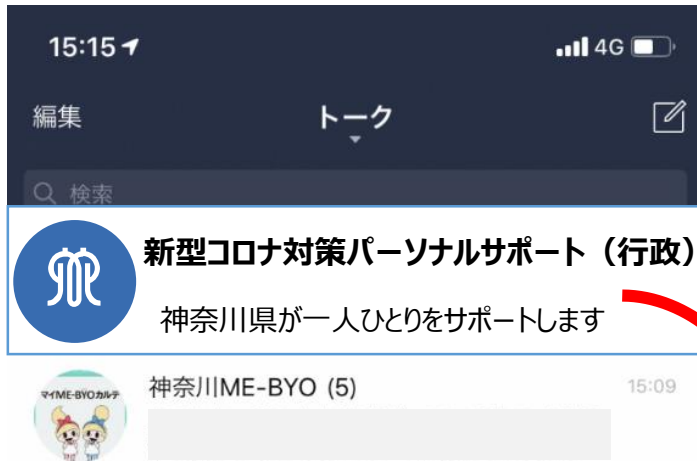 15:15 4G
編集 トーク
検索
新型コロナ対策パーソナルサポート（行政）
神奈川県が一人ひとりをサポートします
神奈川ME-BYO (5) 15:09
マイME-BYOカルテ